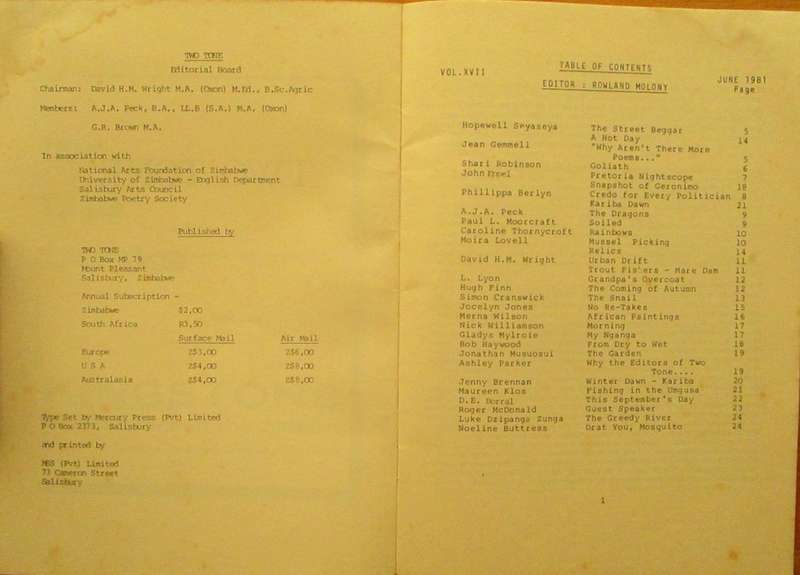 TWO TONE
Editorial Board
Chairman: David H.M. Wright M.A. (Oxon) M.Ed., B.Sc.Agric
Members: A.J.A. Peck, B.A., LL.B (S.A.) M.A. (Oxon)
G.R. Brown M.A.
In association with
National Arts Foundation of Zimbabwe
University of Zimbabwe - English Department
Salisbury Arts Council
Zimbabwe Poetry Society
Published by
TWO TONE
P O Box MP 79
Mount Pleasant
Salisbury, Zimbabwe
Annual Subscription -
Zimbabwe $2,00
South Africa R3,50
Surface Mail Air Mail
Europe Z$3,00 Z$6,00
U S A Z$4,00 Z$8,00
Australasia Z$4,00 Z$8,00
Type Set by Mercury Press (Pvt) Limited
P O Box 2373, Salisbury
and printed by
MBS (Pvt) Limited
77 Cameron Street
Salisbury
VOL.XVII TABLE OF CONTENTS JUNE 1981
EDITOR : ROWLAND MOLONY Page
Hopewell Seyaseya The Street Beggar 5
A Hot Day 14
Jean Gemmell "Why Aren't There More
Poems..." 5
Shari Robinson Goliath 6
John Eppel Pretoria Nightscope 7
Snapshot of Geronimo 18
Phillippa Berlyn Credo for Every Politician 8
Kariba Dawn 21
A.J.A. Peck The Dragons 9
Paul L. Moorcraft Soiled 9
Caroline Thornycroft Rainbows 10
Moira Lovell Mussel Picking 10
Relics 14
David H.M. Wright Urban Drift 11
Trout Fishers - Mare Dam 11
L. Lyon Grandpa's Overcoat 12
Hugh Finn The Coming of Autumn 12
Simon Cranswick The Snail 13
Jocelyn Jones No Re-Takes 15
Merna Wilson African Paintings 16
Nick Williamson Morning 17
Gladys Mylroie My Nganga 17
Rob Haywood From Dry to Wet 18
Jonathan Musuosui The Garden 19
Ashley Parker Why the Editors of Two
Tone.... 19
Jenny Brennan Winter Dawn - Kariba 20
Maureen Klos Fishing in the Umgusa 21
D.E. Borral This September's Day 22
Roger McDonald Guest Speaker 23
Luke Dzipange Zunga The Greedy River 24
Noeline Buttress Drat You, Mosquito 24
1